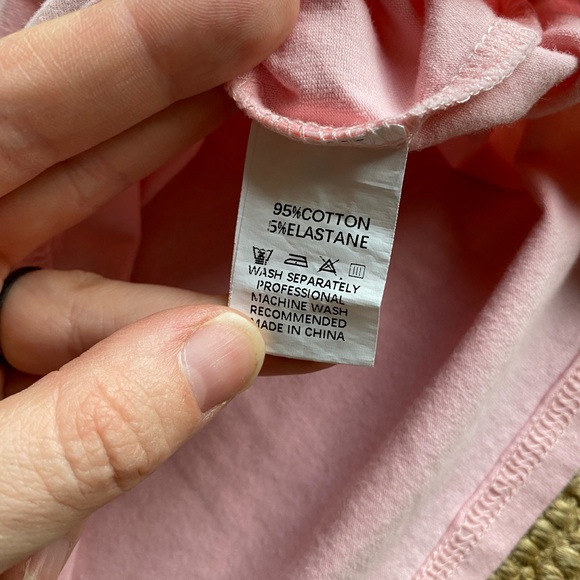 95%COTTON
5%ELASTANE
WASH SEPARATELY
PROFESSIONAL
MACHINE WASH
RECOMMENDED
MADE IN CHINA